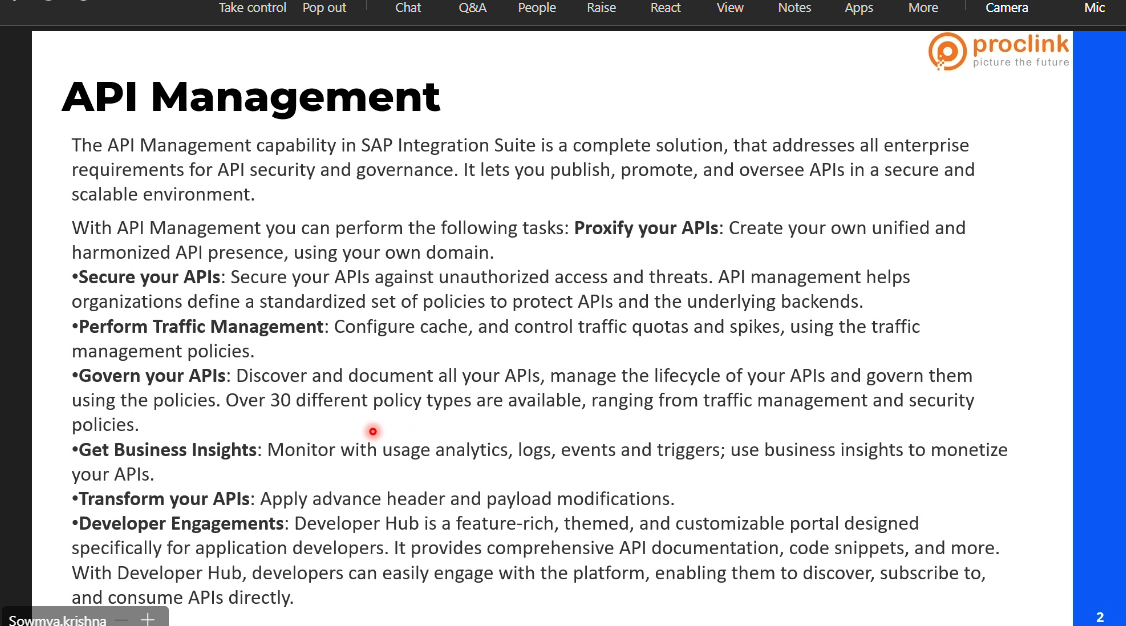 Take control Pop out Chat Q&A People Raise React View Notes Apps More Camera Mic
proclink
picture the future
API Management
The API Management capability in SAP Integration Suite is a complete solution, that addresses all enterprise
requirements for API security and governance. It lets you publish, promote, and oversee APIs in a secure and
scalable environment.
With API Management you can perform the following tasks: Proxify your APIs: Create your own unified and
harmonized API presence, using your own domain.
•Secure your APIs: Secure your APIs against unauthorized access and threats. API management helps
organizations define a standardized set of policies to protect APIs and the underlying backends.
•Perform Traffic Management: Configure cache, and control traffic quotas and spikes, using the traffic
management policies.
•Govern your APIs: Discover and document all your APIs, manage the lifecycle of your APIs and govern them
using the policies. Over 30 different policy types are available, ranging from traffic management and security
policies.
•Get Business Insights: Monitor with usage analytics, logs, events and triggers; use business insights to monetize
your APIs.
•Transform your APIs: Apply advance header and payload modifications.
•Developer Engagements: Developer Hub is a feature-rich, themed, and customizable portal designed
specifically for application developers. It provides comprehensive API documentation, code snippets, and more.
With Developer Hub, developers can easily engage with the platform, enabling them to discover, subscribe to,
and consume APIs directly.
Sowmya.krishna
2